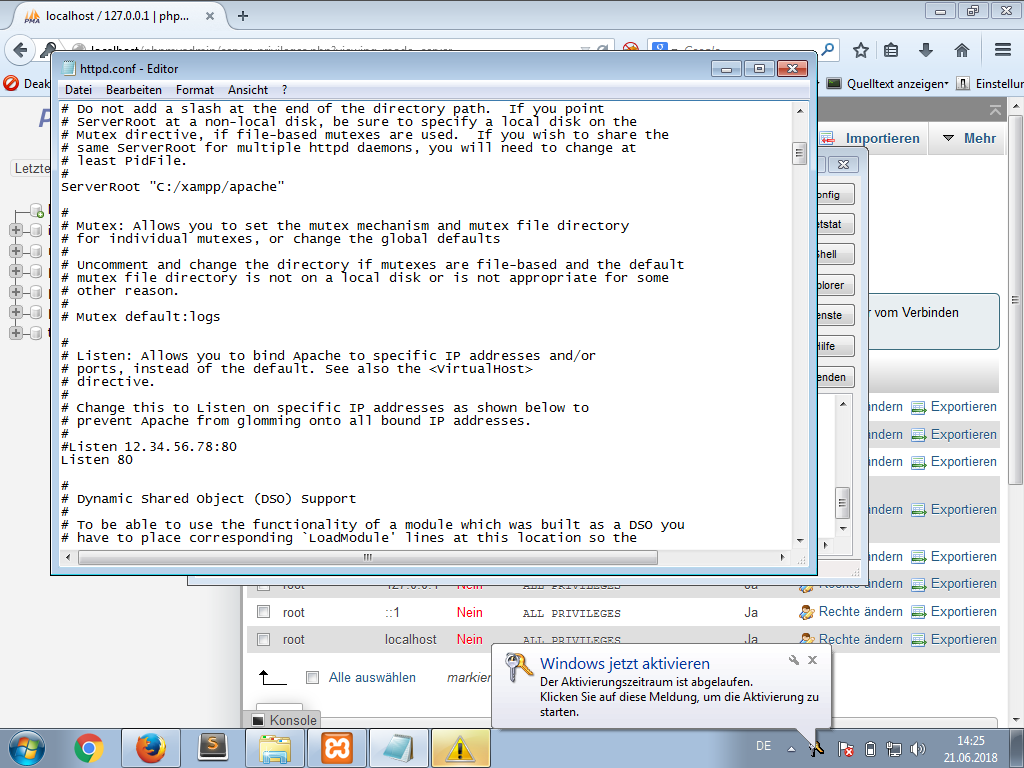 localhost / 127.0.0.1 | php...
httpd.conf - Editor
Datei Bearbeiten Format Ansicht ?
Deak
Quelltext anzeigen
Einstellun
# Do not add a slash at the end of the directory path.  If you point
# ServerRoot at a non-local disk, be sure to specify a local disk on the
# Mutex directive, if file-based mutexes are used.  If you wish to share the
# same ServerRoot for multiple httpd daemons, you will need to change at
# least PidFile.
#
ServerRoot "C:/xampp/apache"
#
# Mutex: Allows you to set the mutex mechanism and mutex file directory
# for individual mutexes, or change the global defaults
#
# Uncomment and change the directory if mutexes are file-based and the default
# mutex file directory is not on a local disk or is not appropriate for some
# other reason.
#
# Mutex default:logs
#
# Listen: Allows you to bind Apache to specific IP addresses and/or
# ports, instead of the default. See also the <VirtualHost>
# directive.
#
# Change this to Listen on specific IP addresses as shown below to
# prevent Apache from glomming onto all bound IP addresses.
#
#Listen 12.34.56.78:80
Listen 80
#
# Dynamic Shared Object (DSO) Support
#
# To be able to use the functionality of a module which was built as a DSO you
# have to place corresponding `LoadModule' lines at this location so the
Letzte
Importieren
Mehr
onfig
etstat
hell
plorer
enste
ilfe
enden
r vom Verbinden
ändern Exportieren
ändern Exportieren
ändern Exportieren
ändern Exportieren
ändern Exportieren
root 127.0.0.1 Nein ALL PRIVILEGES Ja Rechte ändern Exportieren
root ::1 Nein ALL PRIVILEGES Ja Rechte ändern Exportieren
root localhost Nein ALL PRIVILEGES Ja Rechte ändern Exportieren
Alle auswählen markier
Konsole
Windows jetzt aktivieren
Der Aktivierungszeitraum ist abgelaufen.
Klicken Sie auf diese Meldung, um die Aktivierung zu
starten.
DE
14:25
21.06.2018